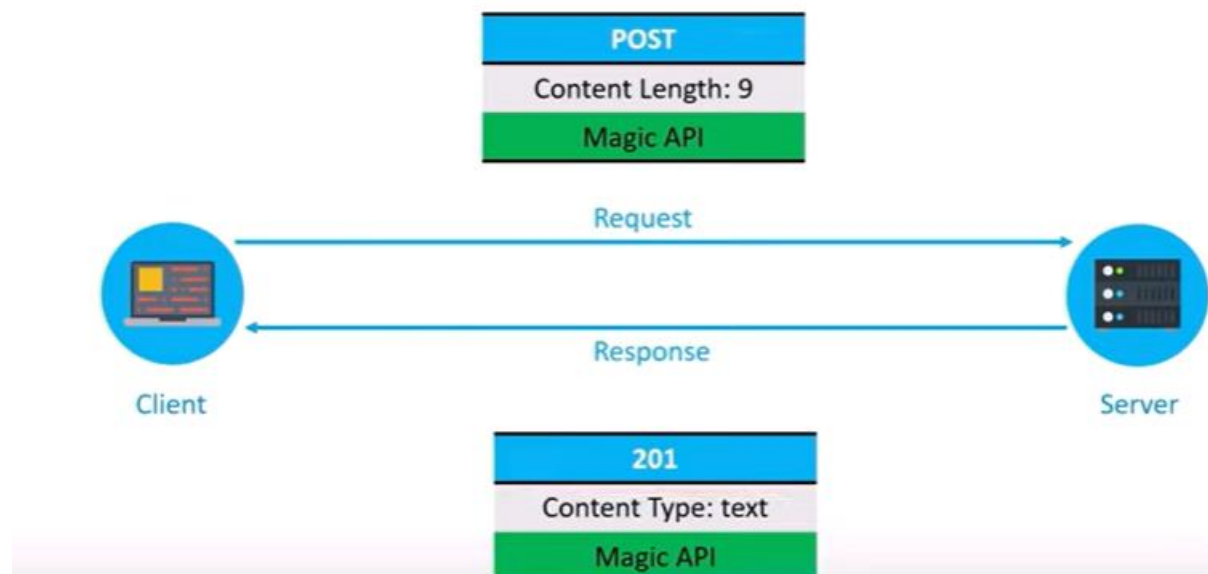 POST
Content Length: 9
Magic API
Request
Response
Client
Server
201
Content Type: text
Magic API